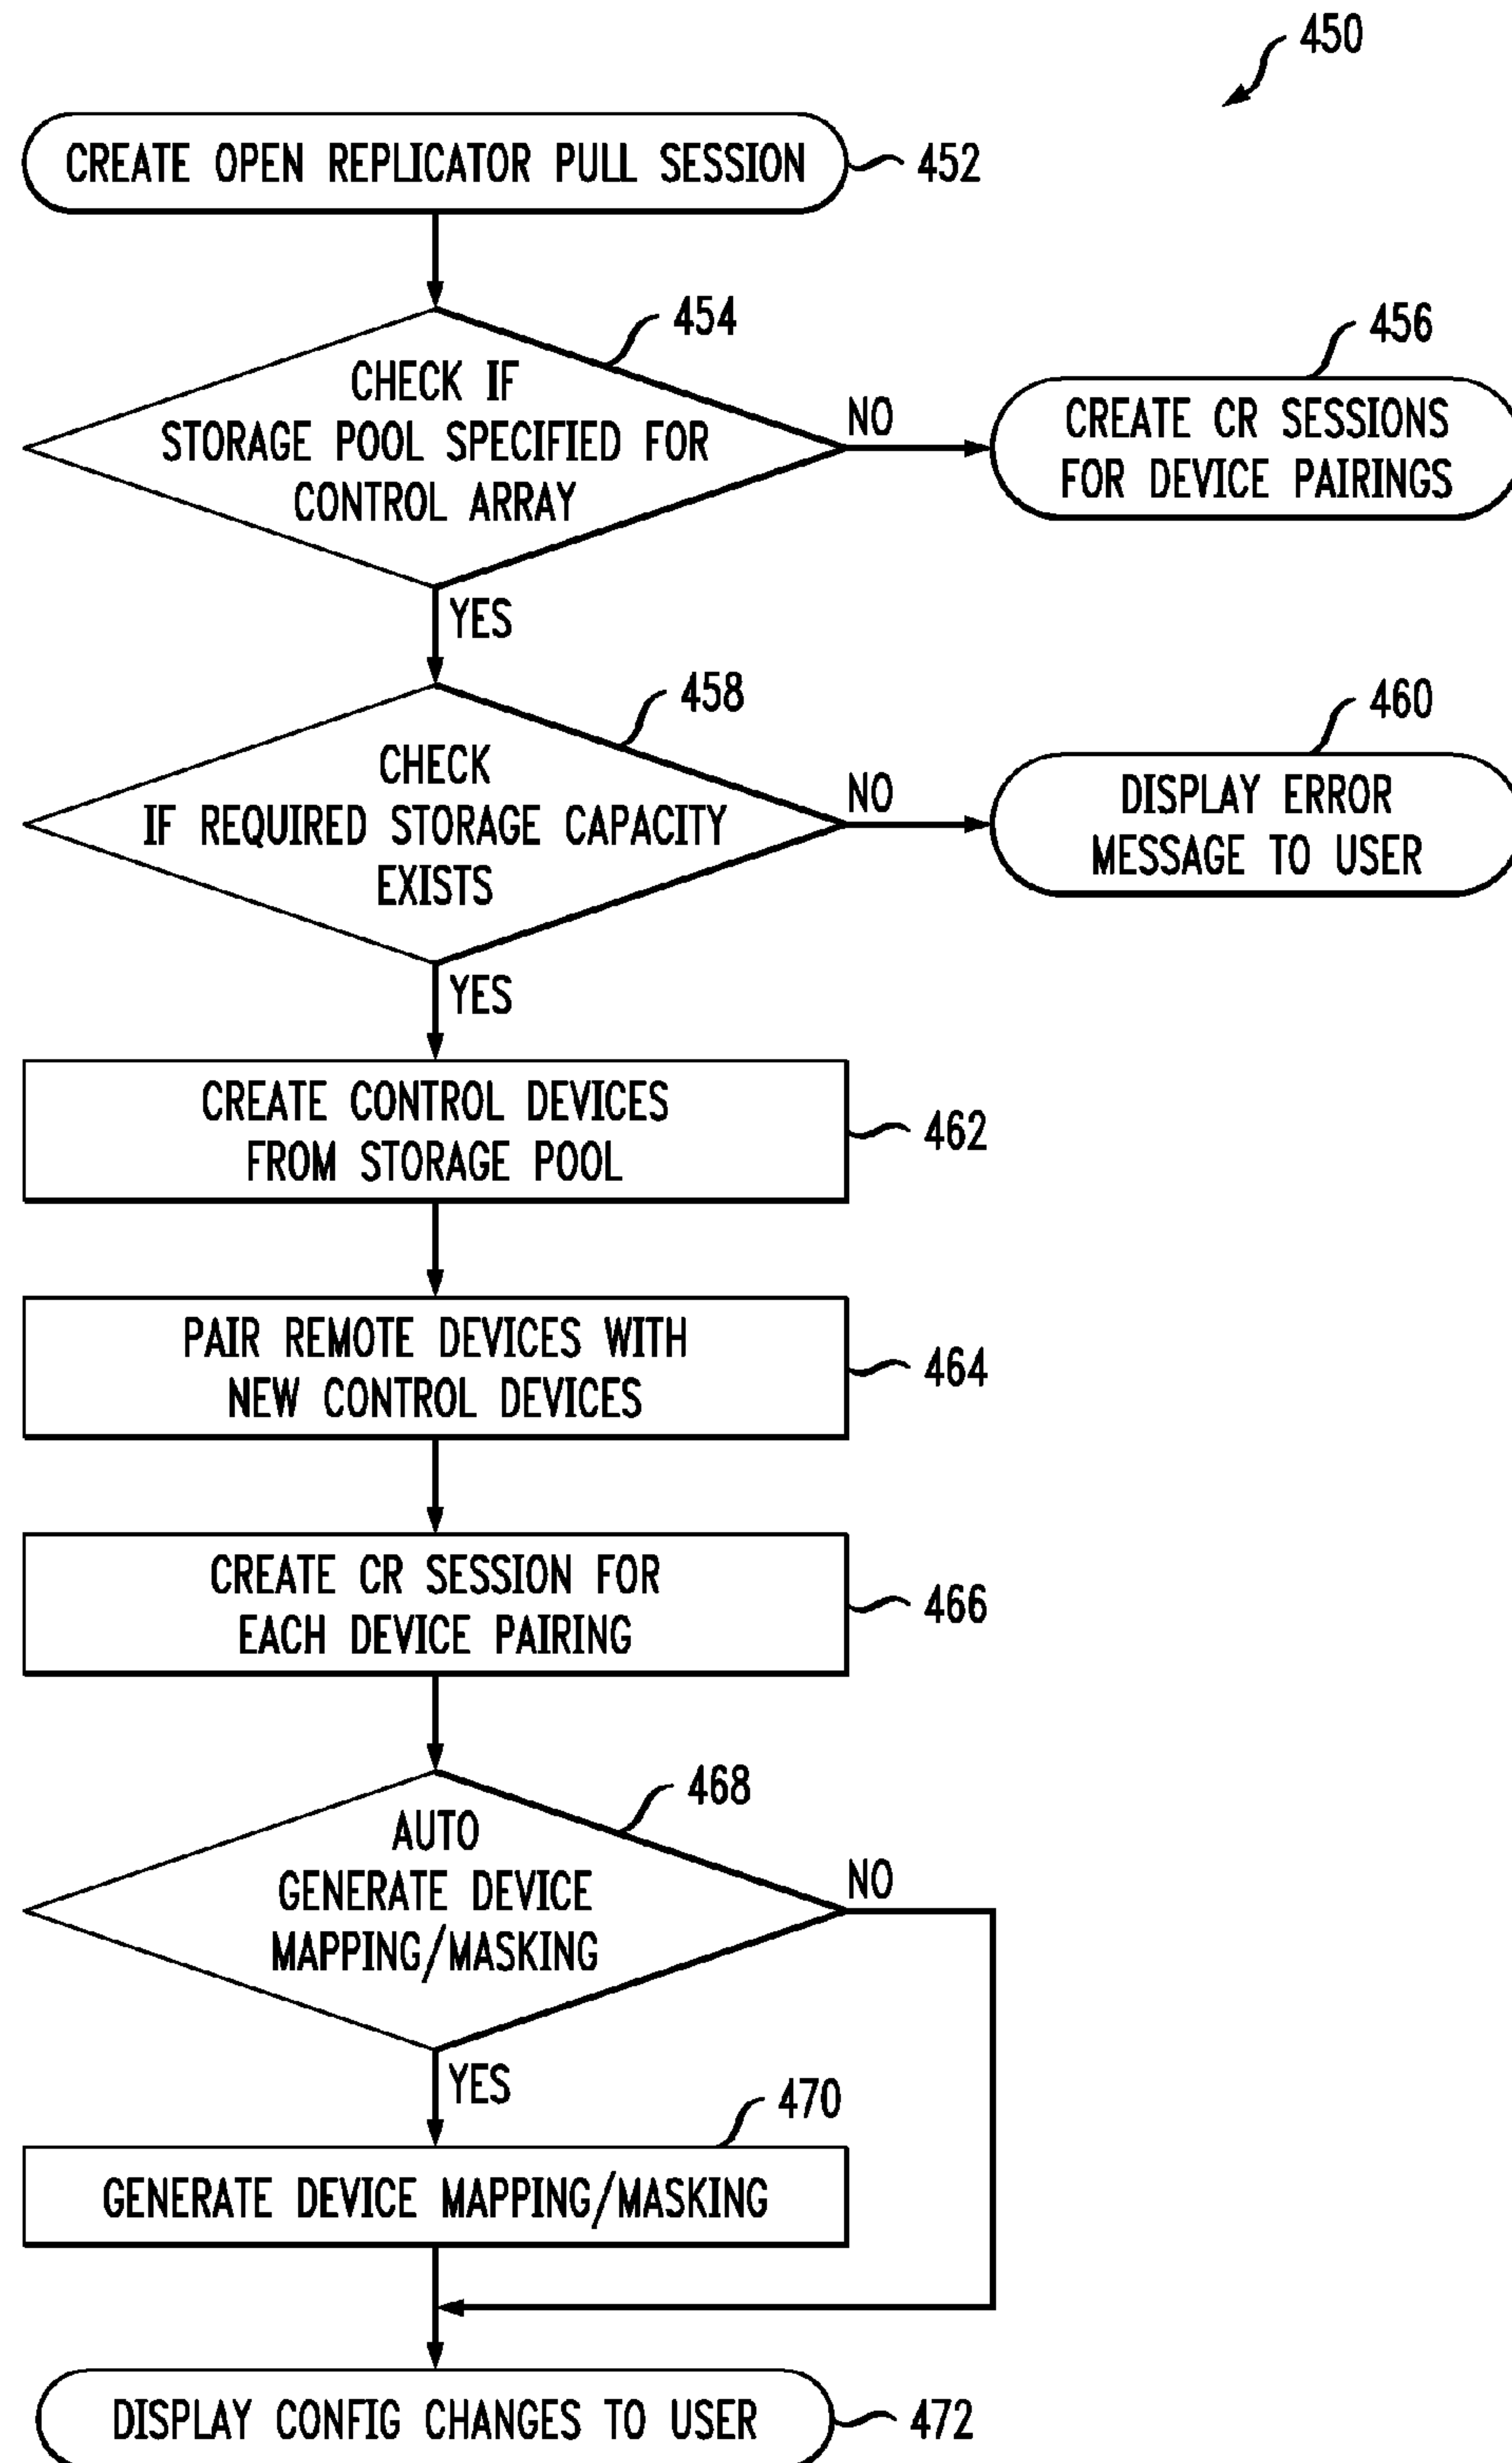 450
CREATE OPEN REPLICATOR PULL SESSION
452
454
CHECK IF
STORAGE POOL SPECIFIED FOR
CONTROL ARRAY
NO
456
CREATE CR SESSIONS
FOR DEVICE PAIRINGS
YES
458
CHECK
IF REQUIRED STORAGE CAPACITY
EXISTS
NO
460
DISPLAY ERROR
MESSAGE TO USER
YES
CREATE CONTROL DEVICES
FROM STORAGE POOL
462
PAIR REMOTE DEVICES WITH
NEW CONTROL DEVICES
464
CREATE CR SESSION FOR
EACH DEVICE PAIRING
466
468
AUTO
GENERATE DEVICE
MAPPING/MASKING
NO
YES
470
GENERATE DEVICE MAPPING/MASKING
DISPLAY CONFIG CHANGES TO USER
472